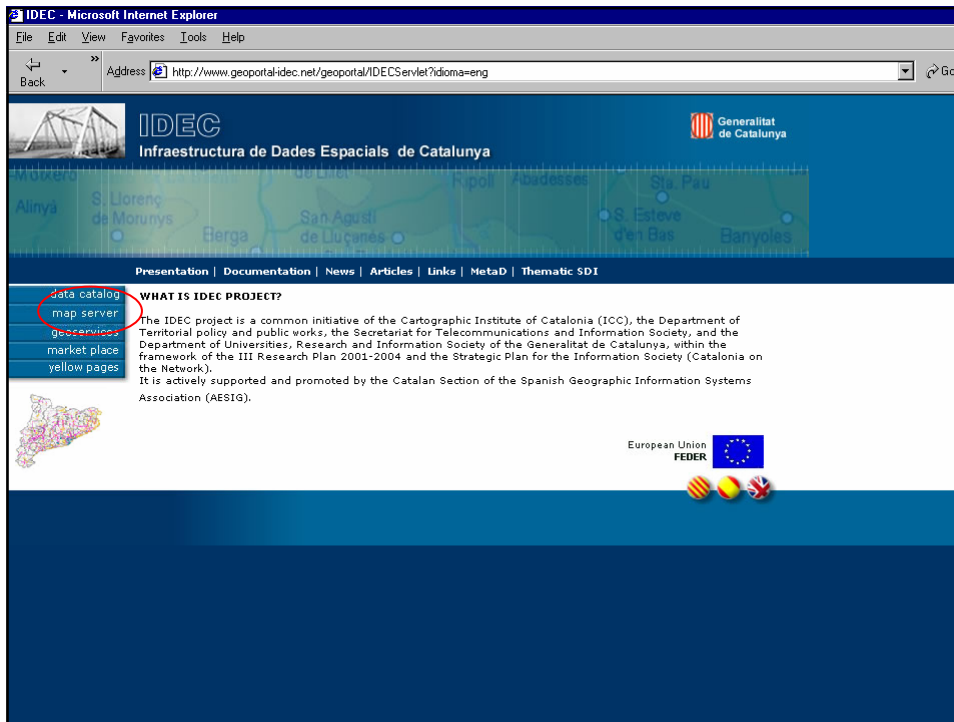 IDEC - Microsoft Internet Explorer
File Edit View Favorites Tools Help
Back » Address http://www.geoportal-idec.net/geoportal/IDECServlet?idioma=eng Go
IDEC
Infraestructura de Dades Espacials de Catalunya
Generalitat
de Catalunya
Ripoll Abadesses Sta. Pau
Alinyà S. Llorenç
de Morunys
Berga
San Agustí
de Lluçanés
S. Esteve
d'en Bas
Banyoles
Presentation | Documentation | News | Articles | Links | MetaD | Thematic SDI
data catalog
map server
geoservices
market place
yellow pages
WHAT IS IDEC PROJECT?
The IDEC project is a common initiative of the Cartographic Institute of Catalonia (ICC), the Department of
Territorial policy and public works, the Secretariat for Telecommunications and Information Society, and the
Department of Universities, Research and Information Society of the Generalitat de Catalunya, within the
framework of the III Research Plan 2001-2004 and the Strategic Plan for the Information Society (Catalonia on
the Network).
It is actively supported and promoted by the Catalan Section of the Spanish Geographic Information Systems
Association (AESIG).
European Union
FEDER